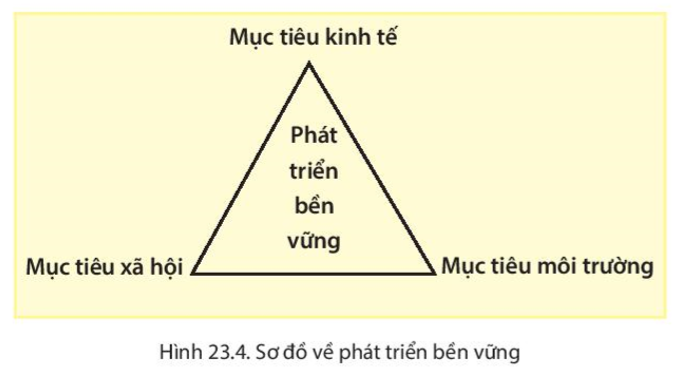 Mục tiêu kinh tế
Phát
triển
bền
vững
Mục tiêu xã hội
Mục tiêu môi trường
Hình 23.4. Sơ đồ về phát triển bền vững